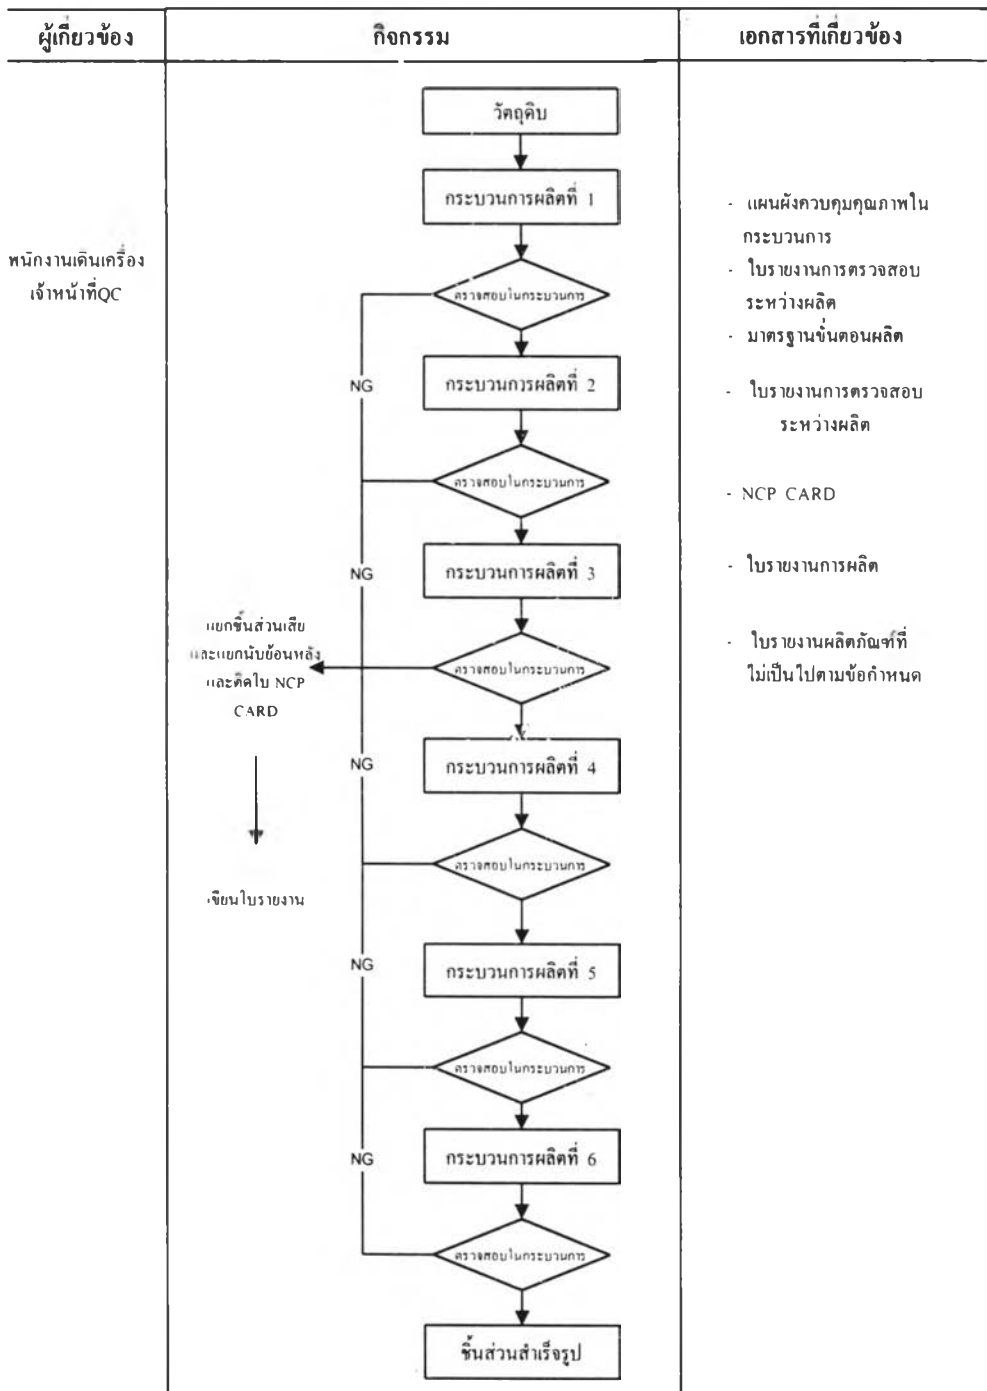 ผู้เกี่ยวข้อง
กิจกรรม
เอกสารที่เกี่ยวข้อง
วัตถุดิบ
กระบวนการผลิตที่ 1
พนักงานเดินเครื่อง
เจ้าหน้าที่QC
ตรวจสอบในกระบวนการ
NG
กระบวนการผลิตที่ 2
ตรวจสอบในกระบวนการ
NG
กระบวนการผลิตที่ 3
ตรวจสอบในกระบวนการ
แยกชิ้นส่วนเสีย
และแยกนับย้อนหลัง
และติดใบ NCP
CARD
NG
กระบวนการผลิตที่ 4
ตรวจสอบในกระบวนการ
เขียนใบรายงาน
NG
กระบวนการผลิตที่ 5
ตรวจสอบในกระบวนการ
NG
กระบวนการผลิตที่ 6
ตรวจสอบในกระบวนการ
ชิ้นส่วนสำเร็จรูป
- แผนผังควบคุมคุณภาพใน
กระบวนการ
- ใบรายงานการตรวจสอบ
ระหว่างผลิต
- มาตรฐานขั่นตอนผลิต
- ใบรายงานการตรวจสอบ
ระหว่างผลิต
- NCP CARD
- ใบรายงานการผลิต
- ใบรายงานผลิตภัณฑ์ที่
ไม่เป็นไปตามข้อกำหนด